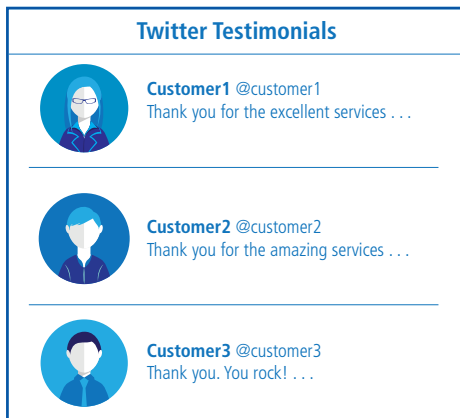 Twitter Testimonials
Customer1 @customer1
Thank you for the excellent services . . .
Customer2 @customer2
Thank you for the amazing services . . .
Customer3 @customer3
Thank you. You rock! . . .